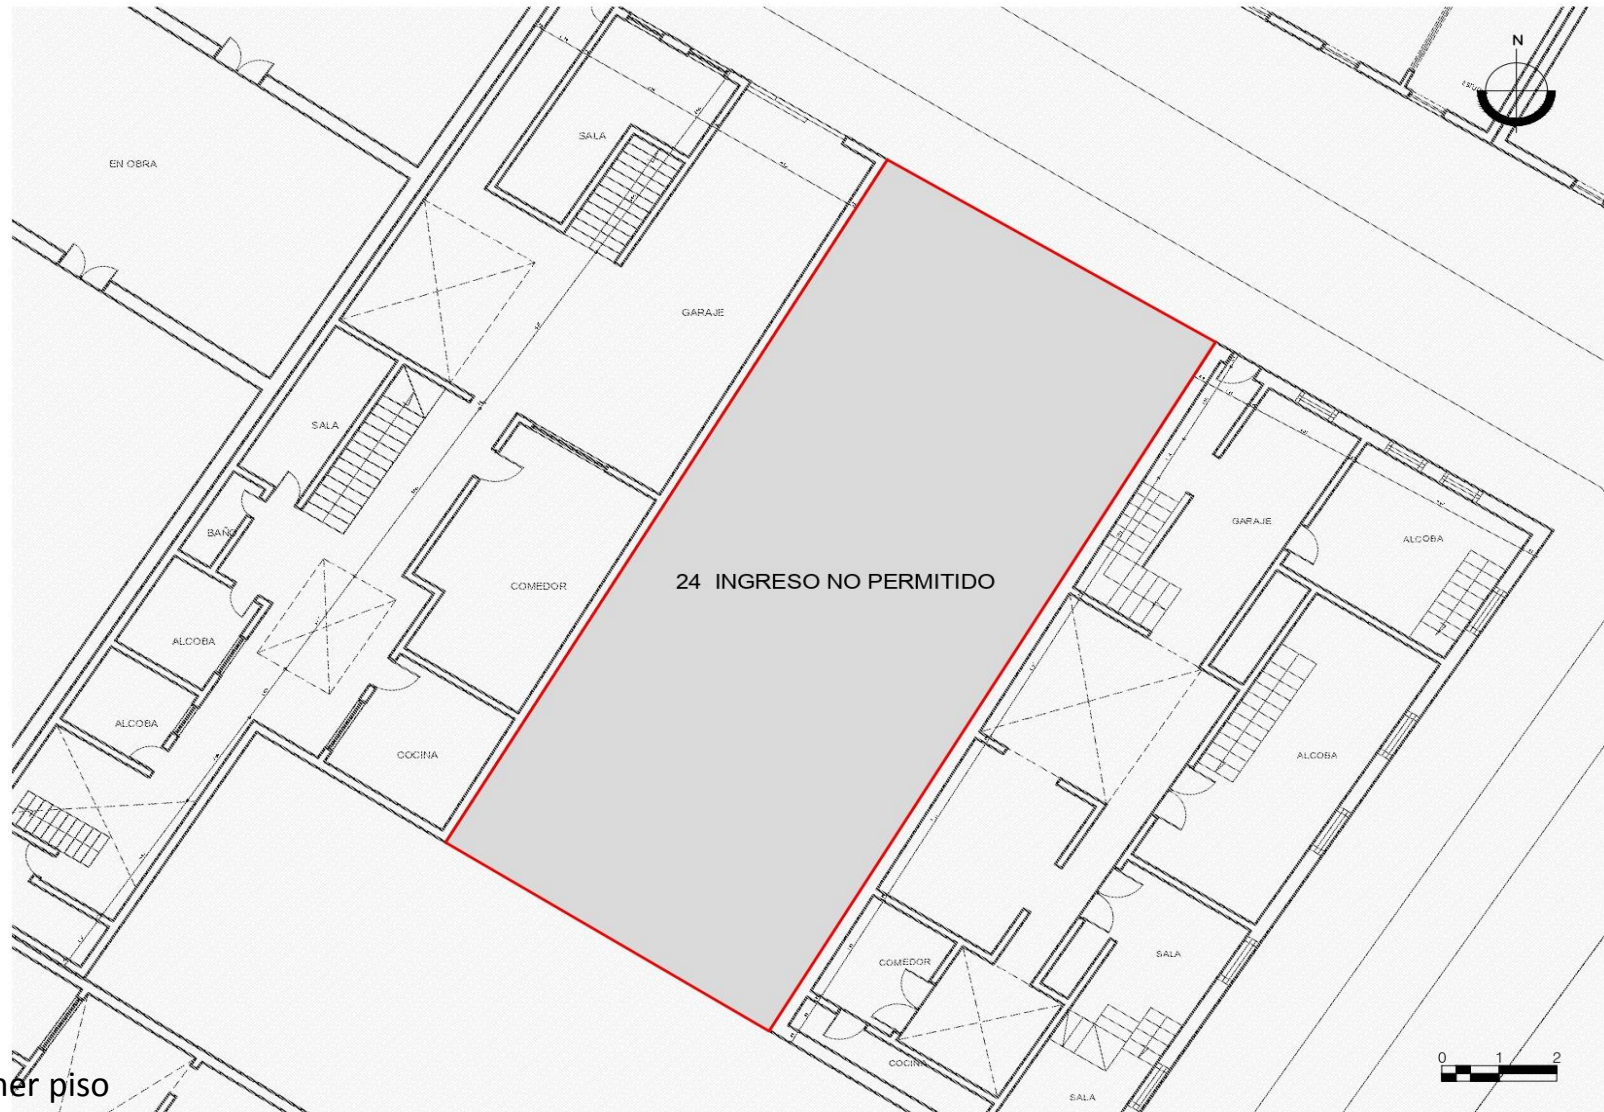 N
SALA
EN OBRA
GARAJE
SALA
GARAJE
BAÑO
ALCOBA
24 INGRESO NO PERMITIDO
COMEDOR
ALCOBA
ALCOBA
COCINA
ALCOBA
SALA
COMEDOR
COCINA
0 1 2
ner piso
SALA